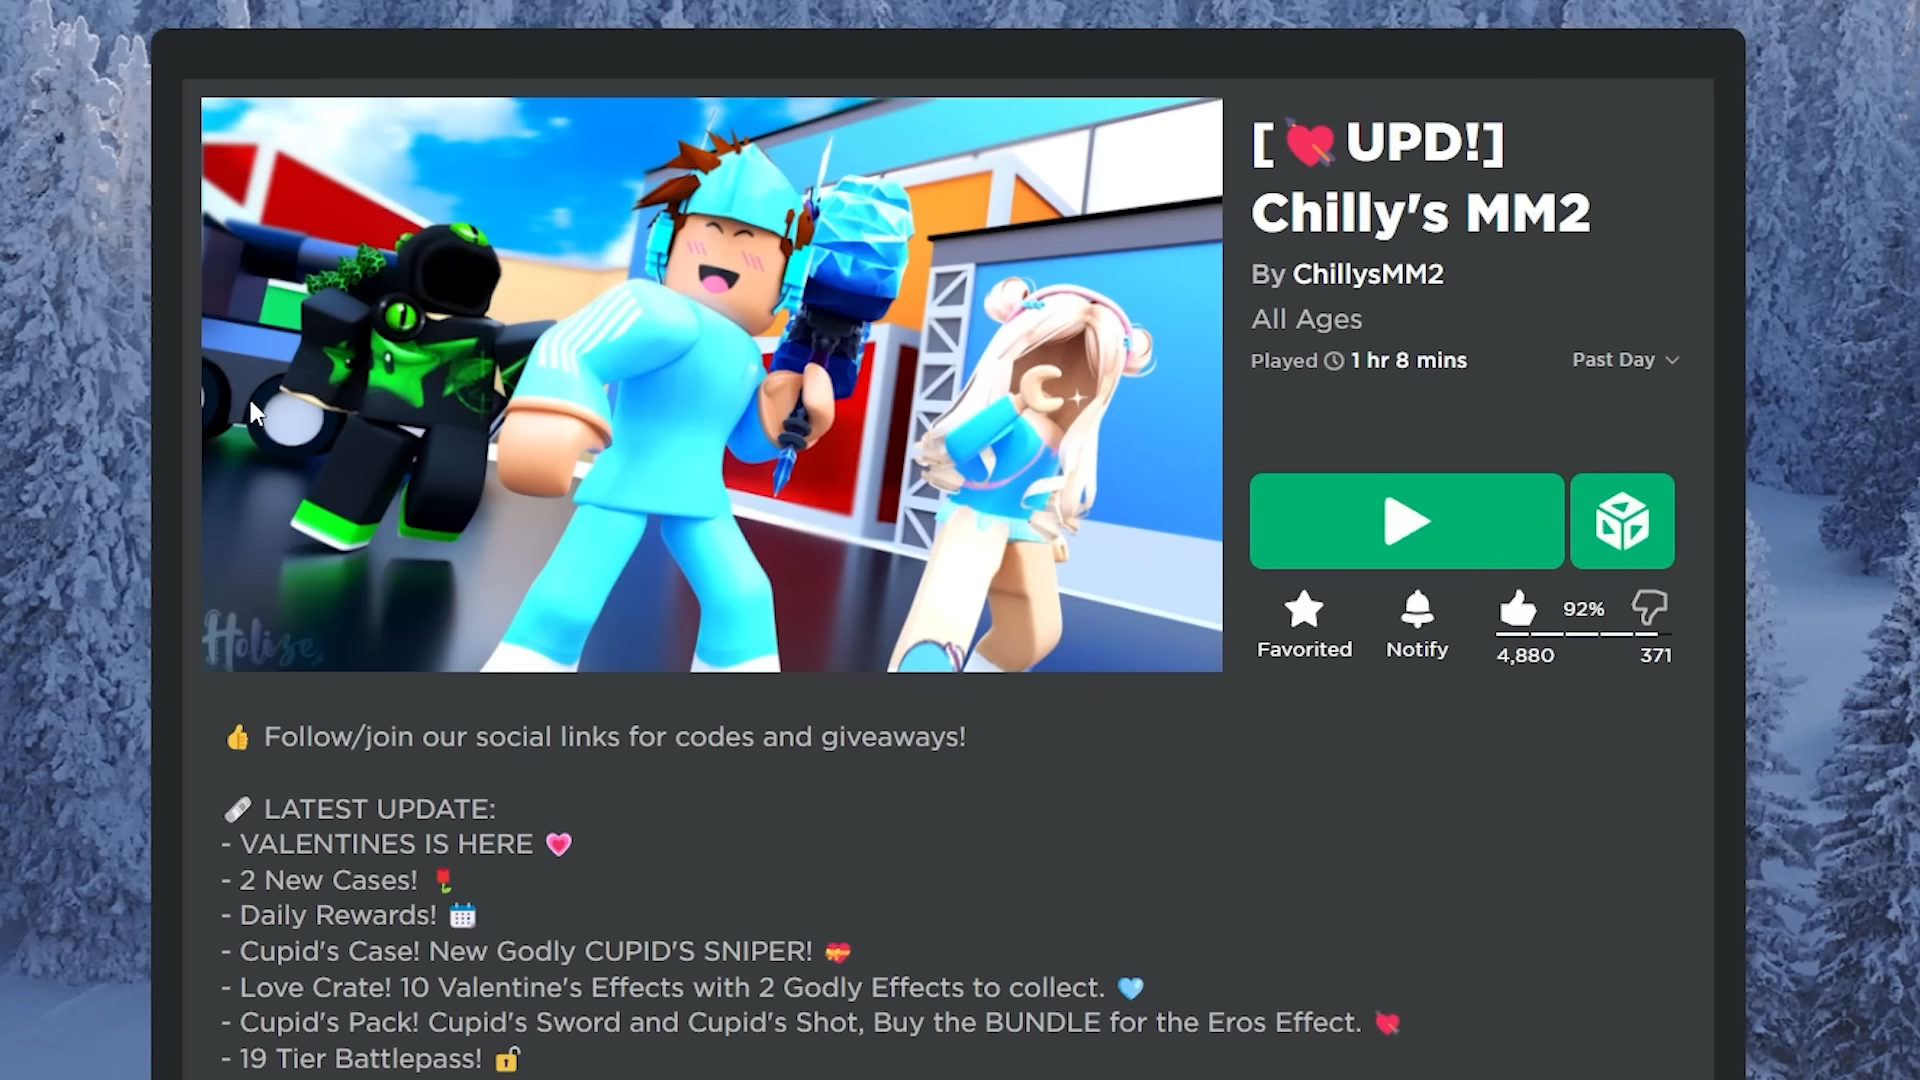 [💘 UPD!]
Chilly's MM2
By ChillysMM2
All Ages
Played 1 hr 8 mins
Past Day
Favorited
Notify
92%
4,880
371
Holize,
👍 Follow/join our social links for codes and giveaways!
🩹 LATEST UPDATE:
- VALENTINES IS HERE 💗
- 2 New Cases! 🌹
- Daily Rewards! 📅
- Cupid's Case! New Godly CUPID'S SNIPER! 💝
- Love Crate! 10 Valentine's Effects with 2 Godly Effects to collect. 🩵
- Cupid's Pack! Cupid's Sword and Cupid's Shot, Buy the BUNDLE for the Eros Effect. 💘
- 19 Tier Battlepass! 🔓